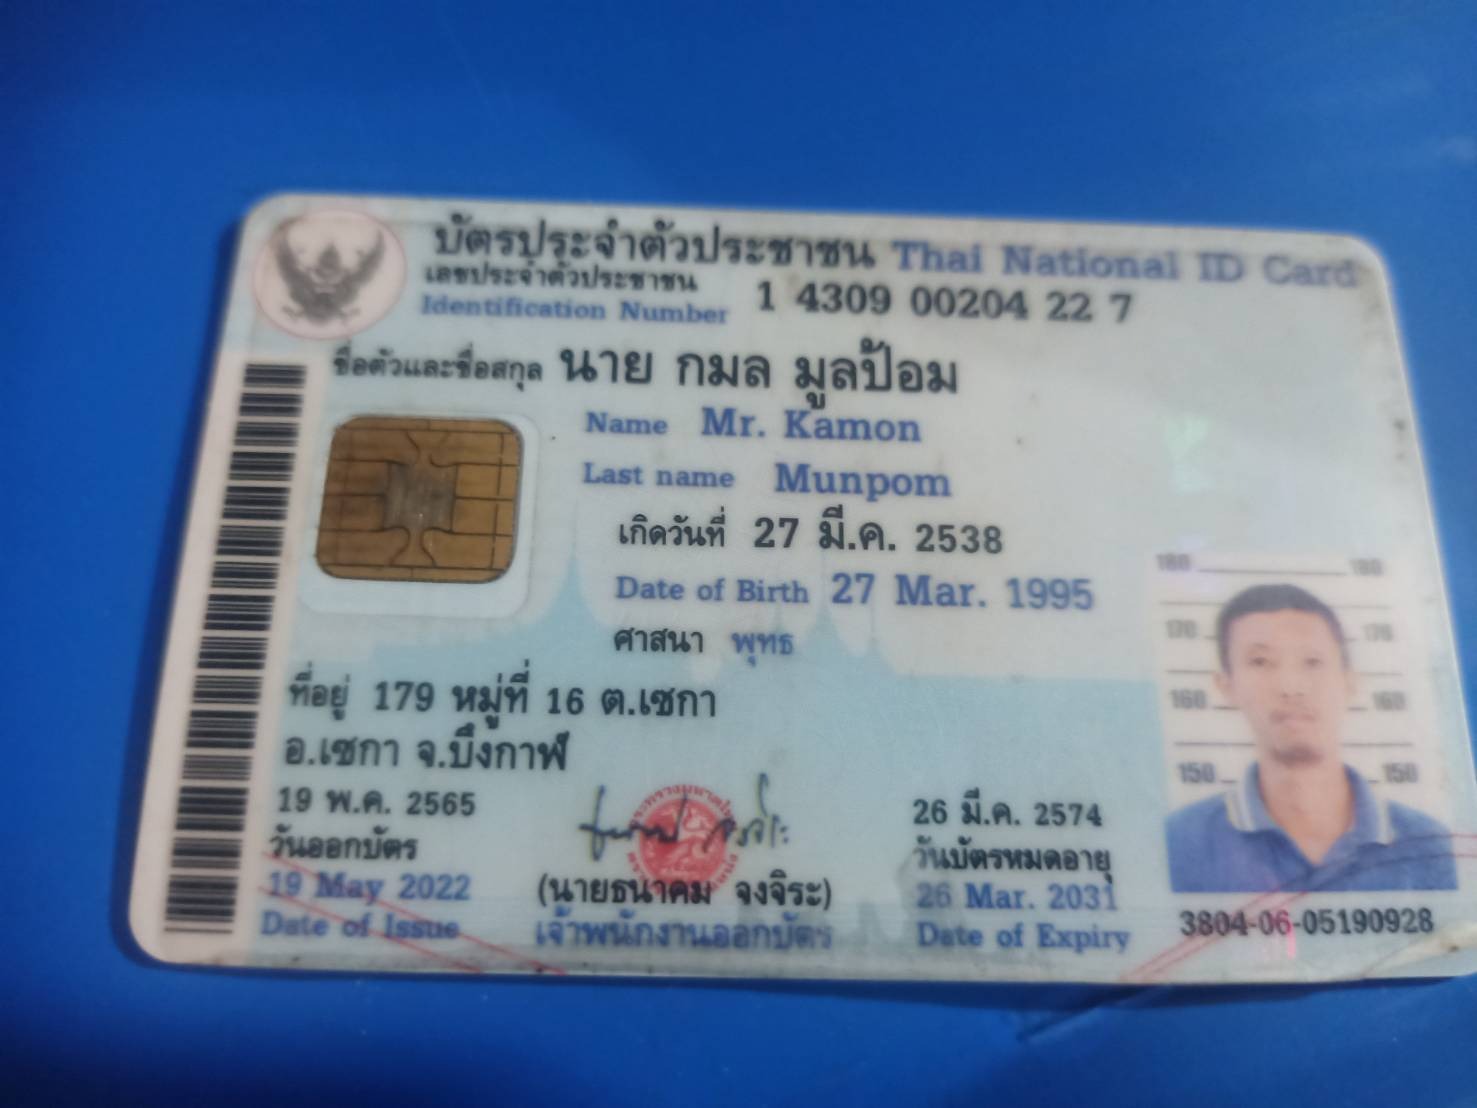 บัตรประจำตัวประชาชน Thai National ID Card
เลขประจำตัวประชาชน
Identification Number 1 4309 00204 22 7
ชื่อตัวและชื่อสกุล นาย กมล มูลป้อม
Name Mr. Kamon
Last name Munpom
เกิดวันที่ 27 มี.ค. 2538
Date of Birth 27 Mar. 1995
ศาสนา พุทธ
ที่อยู่ 179 หมู่ที่ 16 ต.เซกา
อ.เซกา จ.บึงกาฬ
19 พ.ค. 2565
วันออกบัตร
19 May 2022
Date of Issue
(นายธนาคม จงจิระ)
เจ้าพนักงานออกบัตร
26 มี.ค. 2574
วันบัตรหมดอายุ
26 Mar. 2031
Date of Expiry
180 180
170 170
160 160
150 150
3804-06-05190928